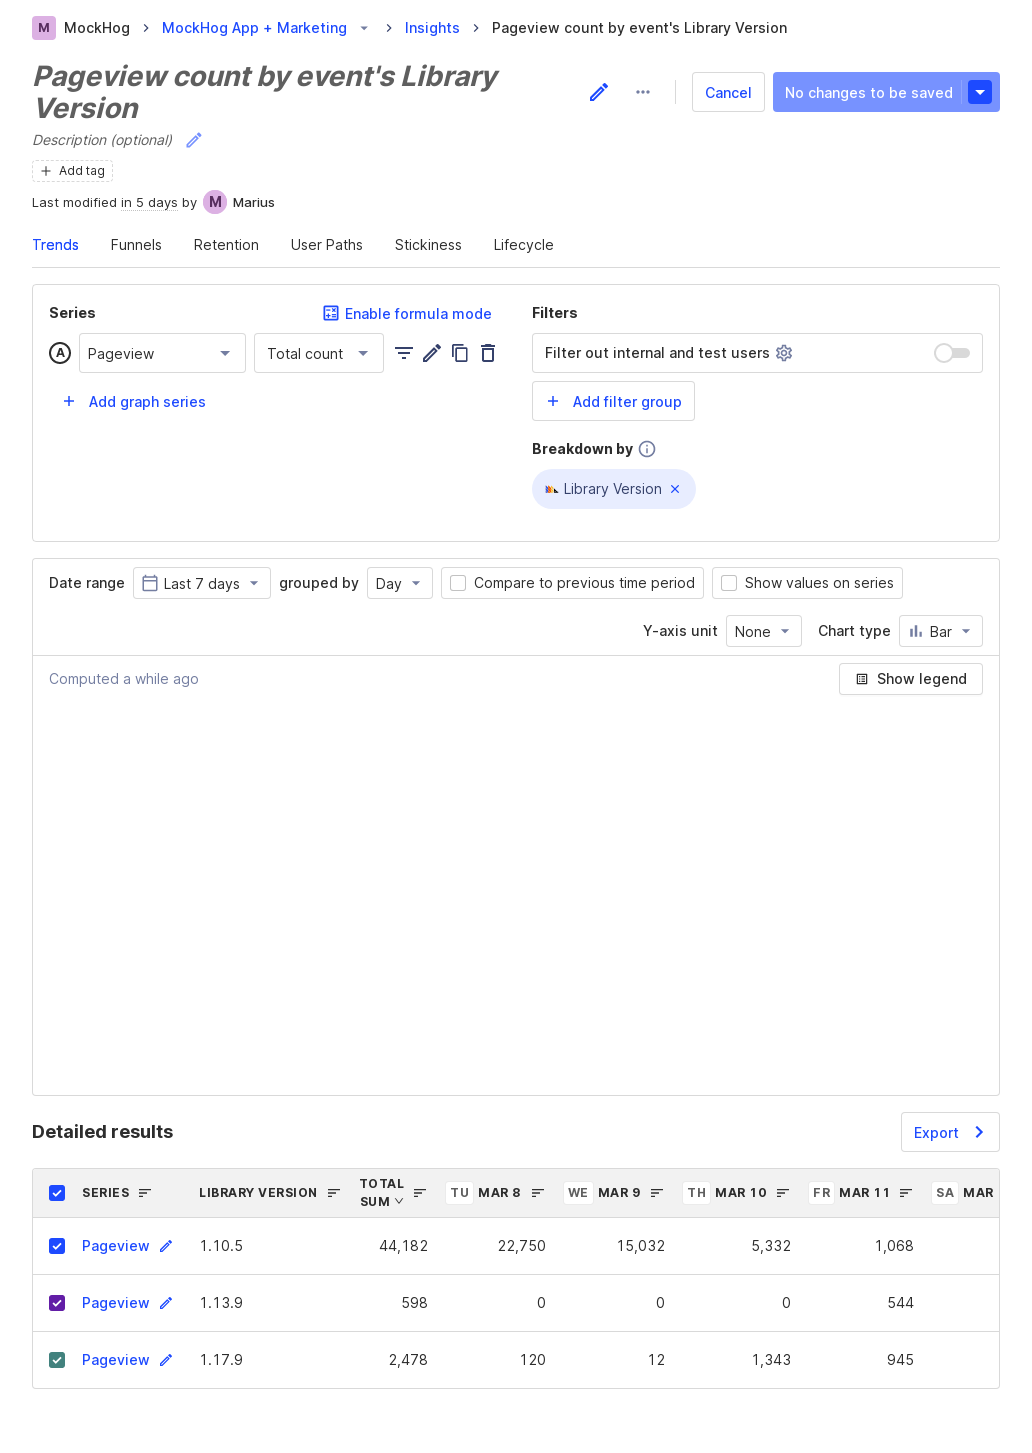 M MockHog > MockHog App + Marketing > Insights > Pageview count by event's Library Version
Pageview count by event's Library
Version
Cancel
No changes to be saved
Description (optional)
+ Add tag
Last modified in 5 days by M Marius
Trends Funnels Retention User Paths Stickiness Lifecycle
Series
Enable formula mode
A Pageview Total count
+ Add graph series
Filters
Filter out internal and test users
+ Add filter group
Breakdown by
Library Version
Date range Last 7 days grouped by Day Compare to previous time period Show values on series
Y-axis unit None Chart type Bar
Computed a while ago
Show legend
Detailed results
Export
SERIES LIBRARY VERSION TOTAL SUM TU MAR 8 WE MAR 9 TH MAR 10 FR MAR 11 SA MAR
Pageview 1.10.5 44,182 22,750 15,032 5,332 1,068
Pageview 1.13.9 598 0 0 0 544
Pageview 1.17.9 2,478 120 12 1,343 945